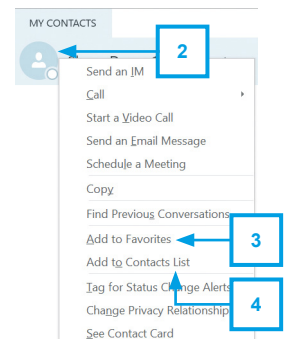 MY CONTACTS
2
Send an IM
Call
Start a Video Call
Send an Email Message
Schedule a Meeting
Copy
Find Previous Conversations
Add to Favorites
3
Add to Contacts List
Tag for Status Change Alerts
4
Change Privacy Relationship
See Contact Card